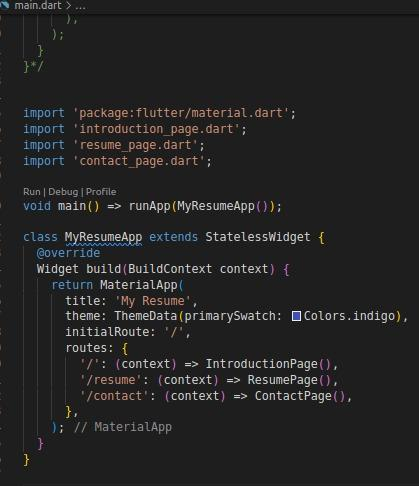 main.dart > ...
),
);
}
}*/
import 'package:flutter/material.dart';
import 'introduction_page.dart';
import 'resume_page.dart';
import 'contact_page.dart';
Run | Debug | Profile
void main() => runApp(MyResumeApp());
class MyResumeApp extends StatelessWidget {
@override
Widget build(BuildContext context) {
return MaterialApp(
title: 'My Resume',
theme: ThemeData(primarySwatch: Colors.indigo),
initialRoute: '/',
routes: {
'/': (context) => IntroductionPage(),
'/resume': (context) => ResumePage(),
'/contact': (context) => ContactPage(),
},
); // MaterialApp
}
}